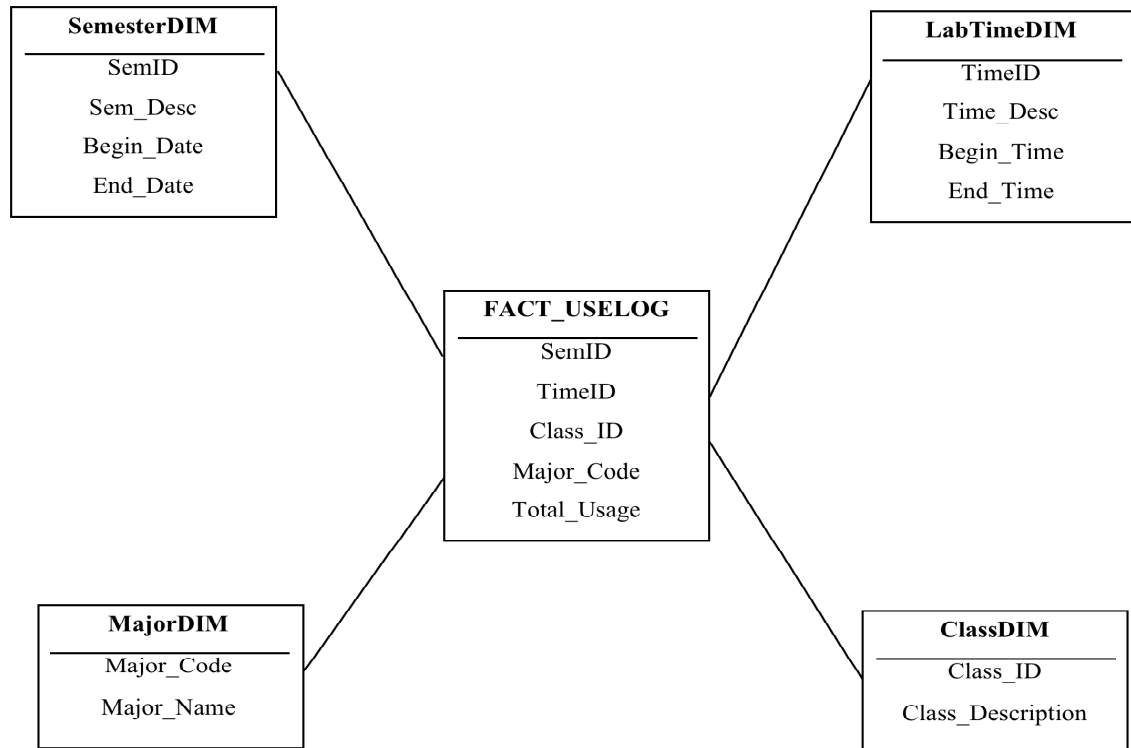 SemesterDIM
SemID
Sem_Desc
Begin_Date
End_Date
LabTimeDIM
TimeID
Time_Desc
Begin_Time
End_Time
FACT_USELOG
SemID
TimeID
Class_ID
Major_Code
Total_Usage
MajorDIM
Major_Code
Major_Name
ClassDIM
Class_ID
Class_Description